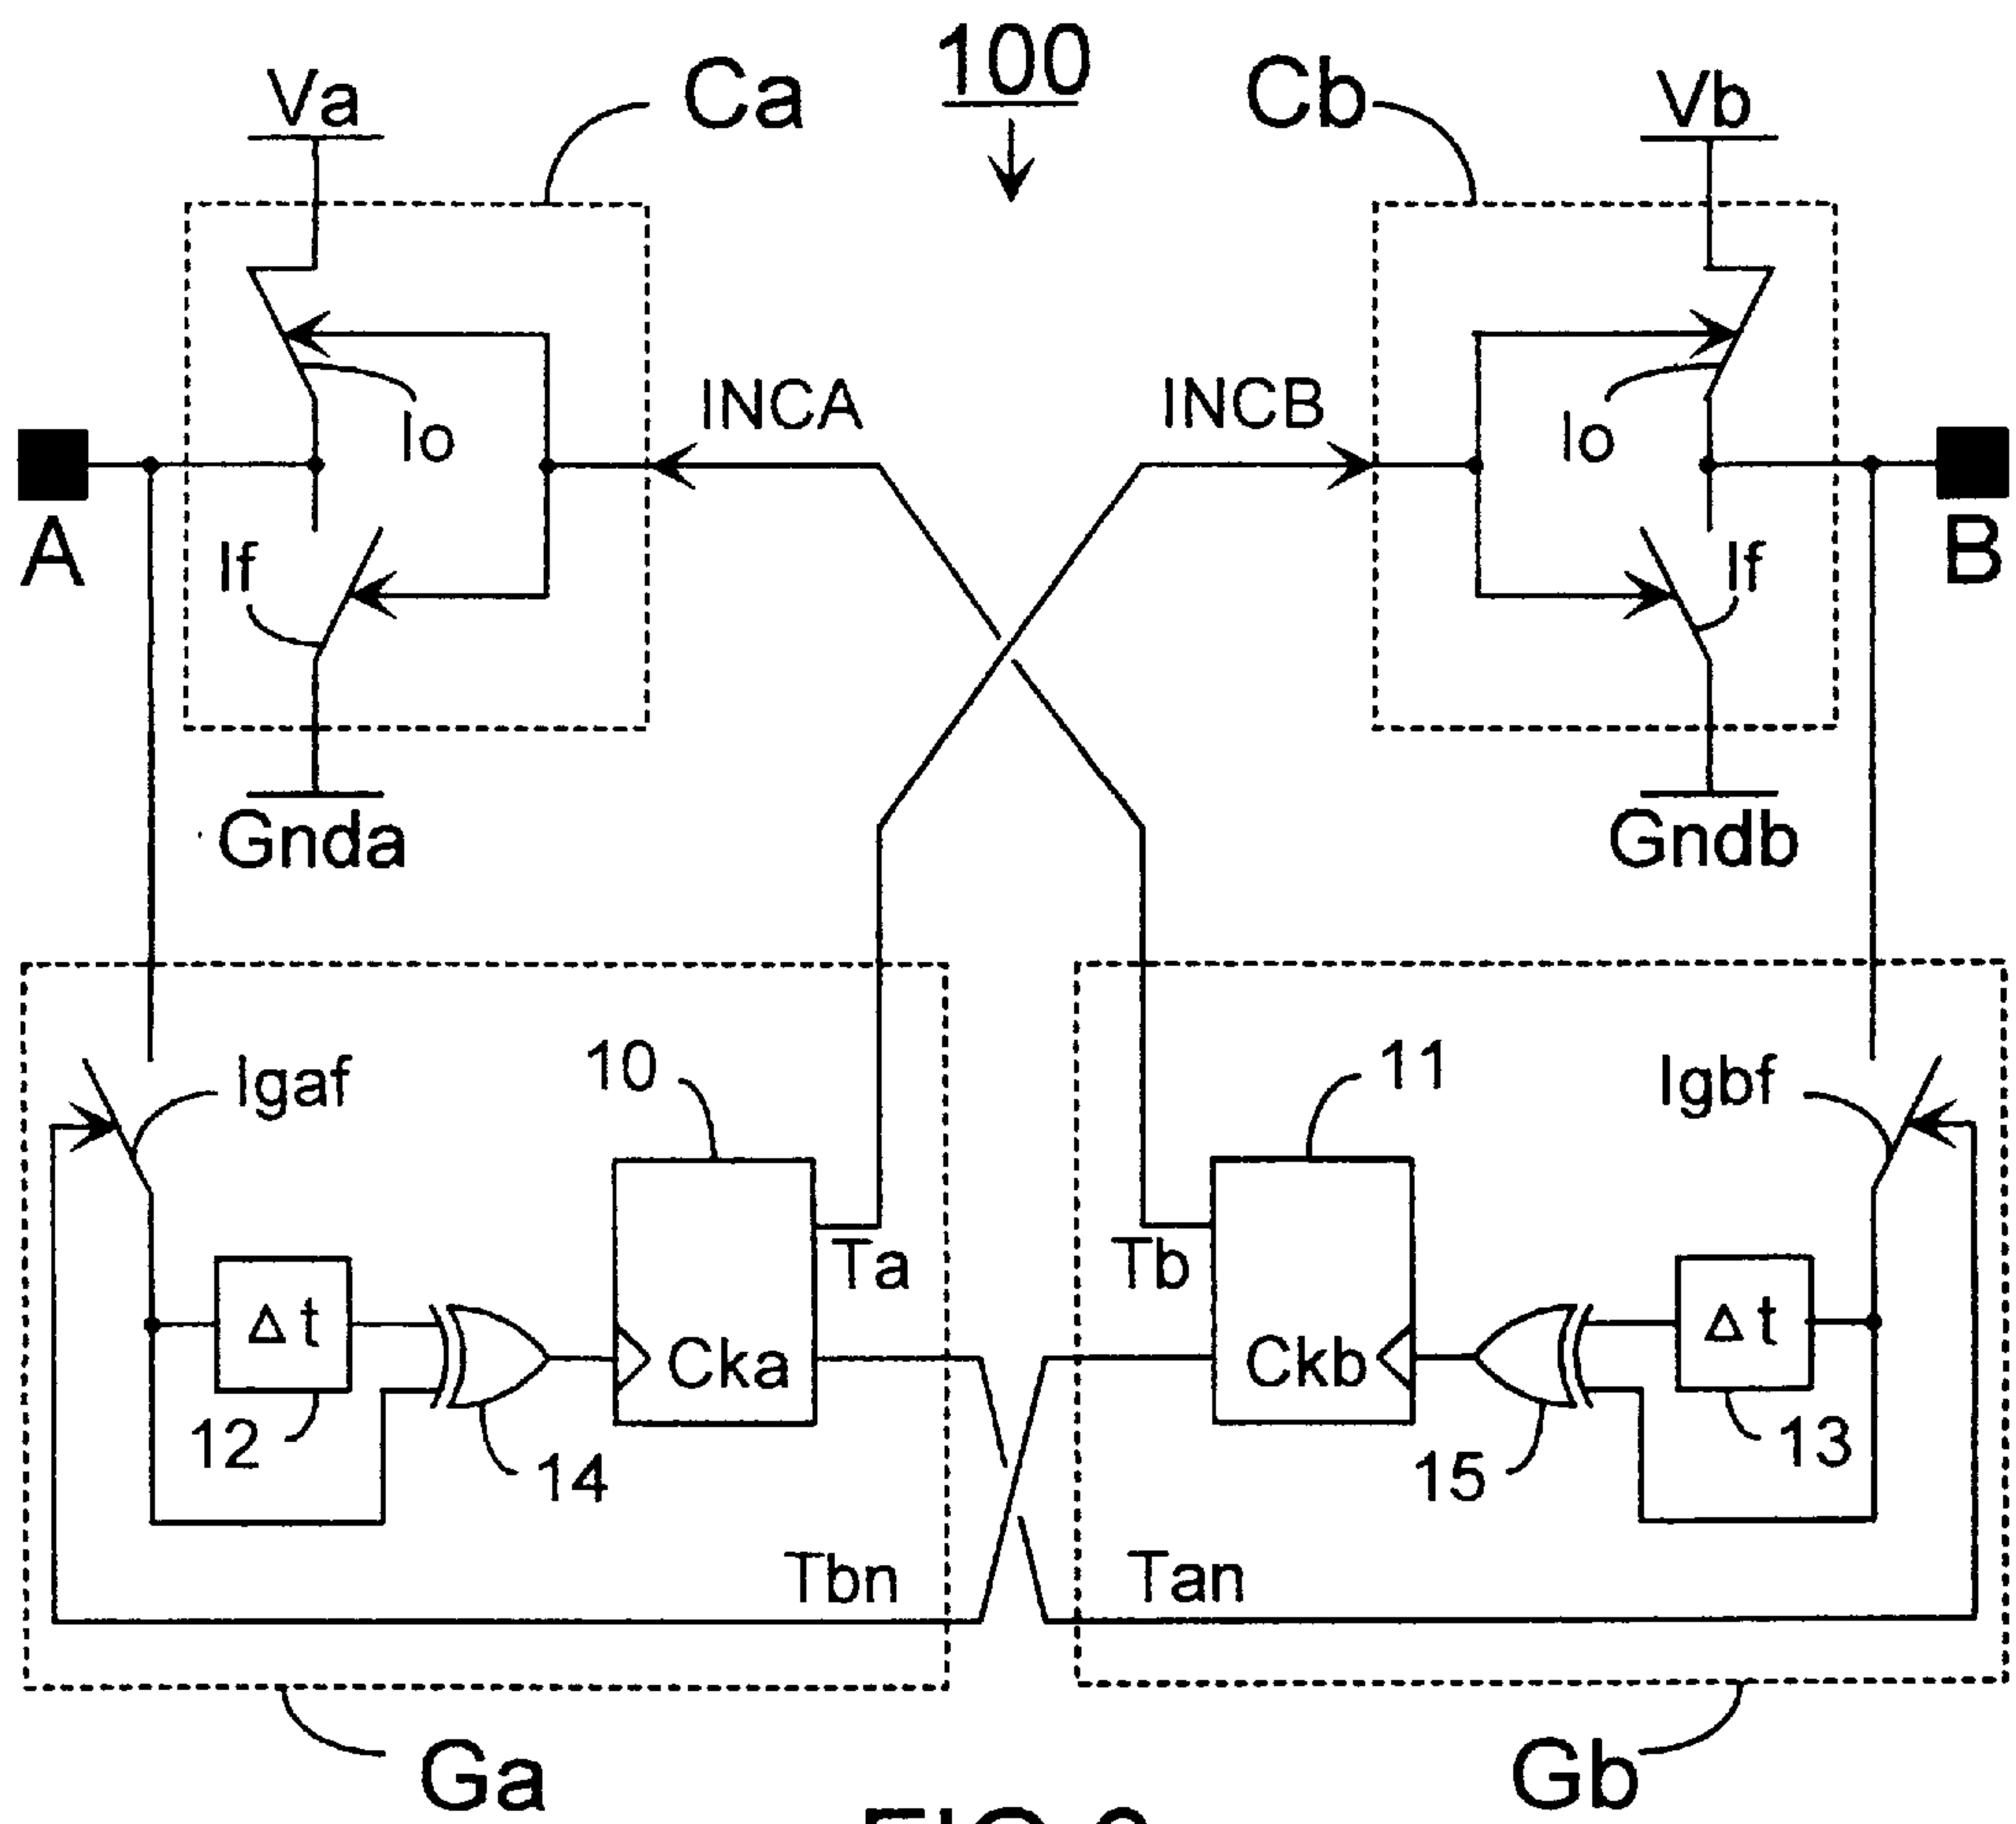 100
Va
Ca
Cb
Vb
INCA
INCB
Io
Io
A
If
If
B
Gnda
Gndb
Igaf
10
11
Igbf
Ta
Tb
Δt
Cka
Ckb
Δt
12
14
15
13
Tbn
Tan
Ga
Gb